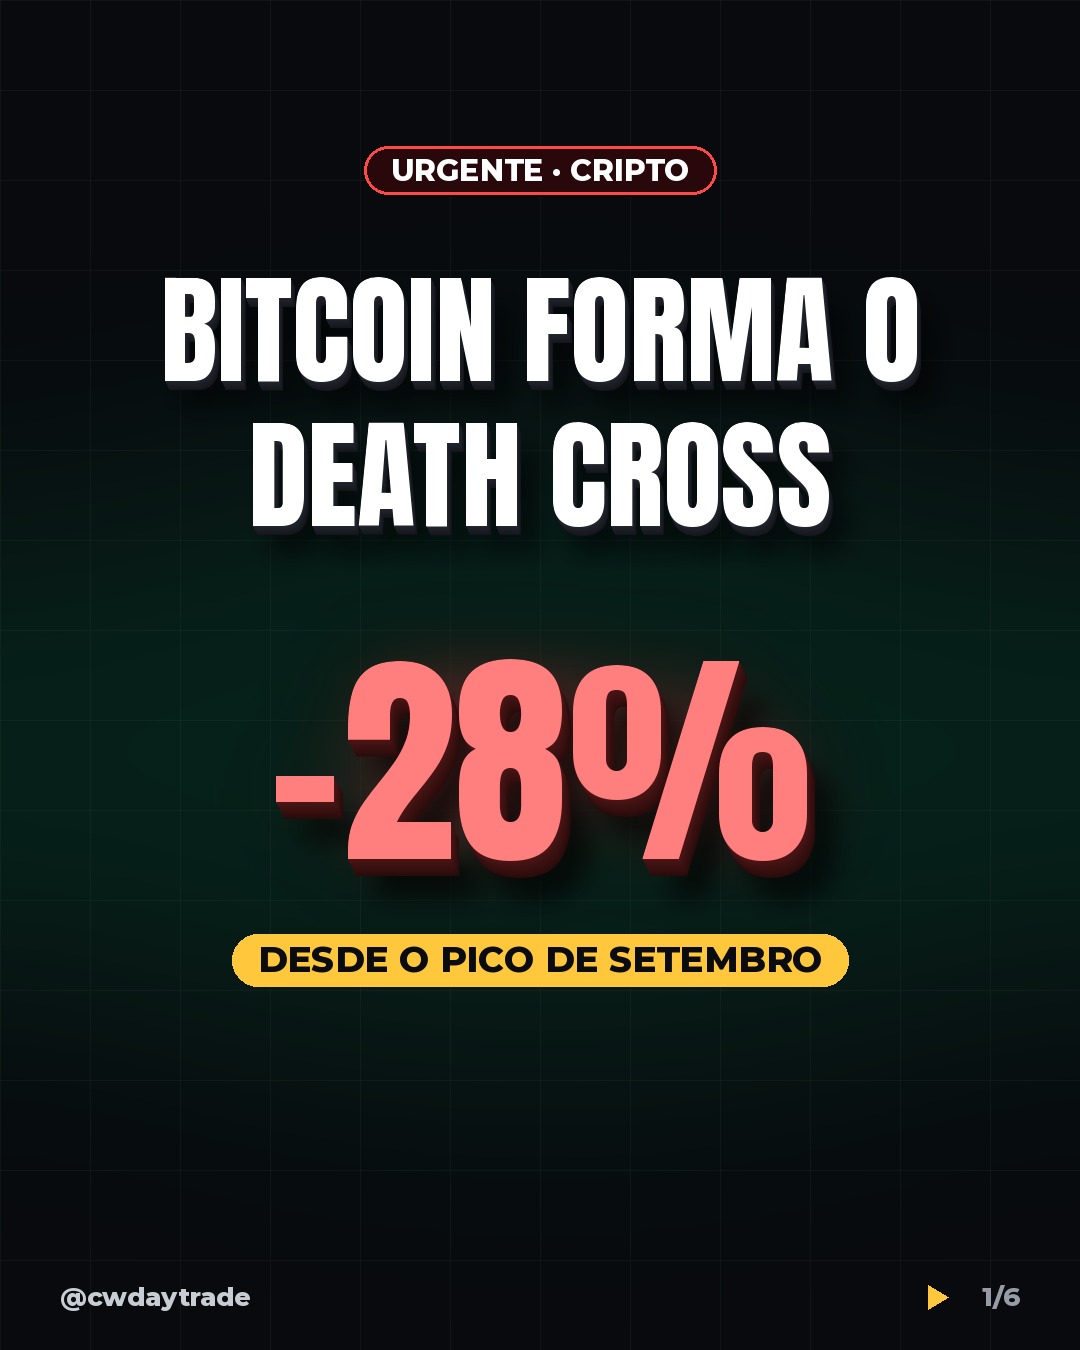 URGENTE · CRIPTO
BITCOIN FORMA O
DEATH CROSS
-28%
DESDE O PICO DE SETEMBRO
@cwdaytrade
1/6